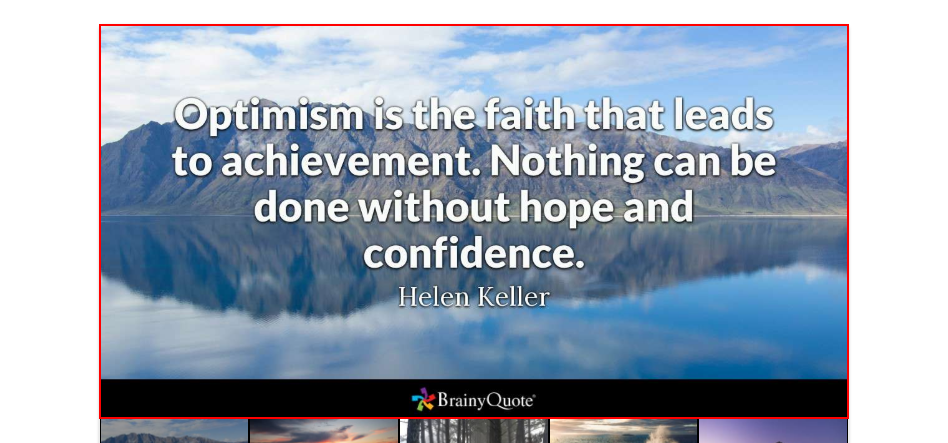 Optimism is the faith that leads
to achievement. Nothing can be
done without hope and
confidence.
Helen Keller
BrainyQuote®